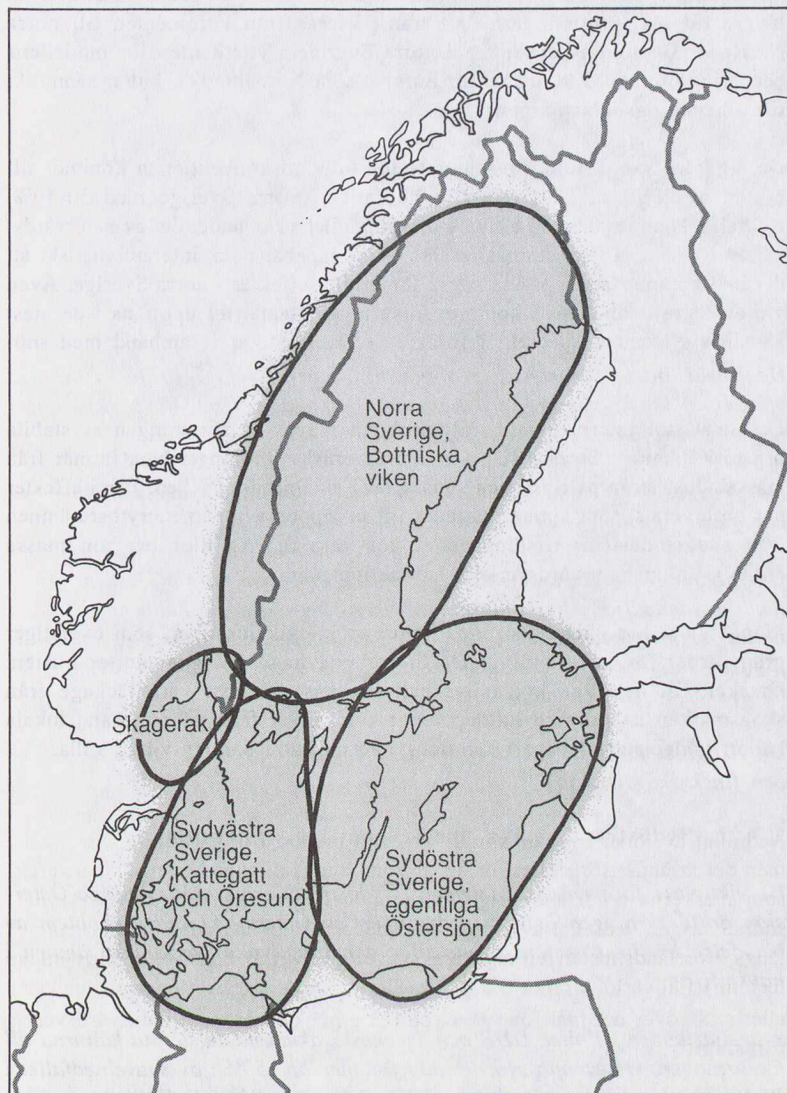 Norra
Sverige,
Bottniska
viken
Skagerak
Sydvästra
Sverige,
Kattegatt
och Öresund
Sydöstra
Sverige,
egentliga
Östersjön